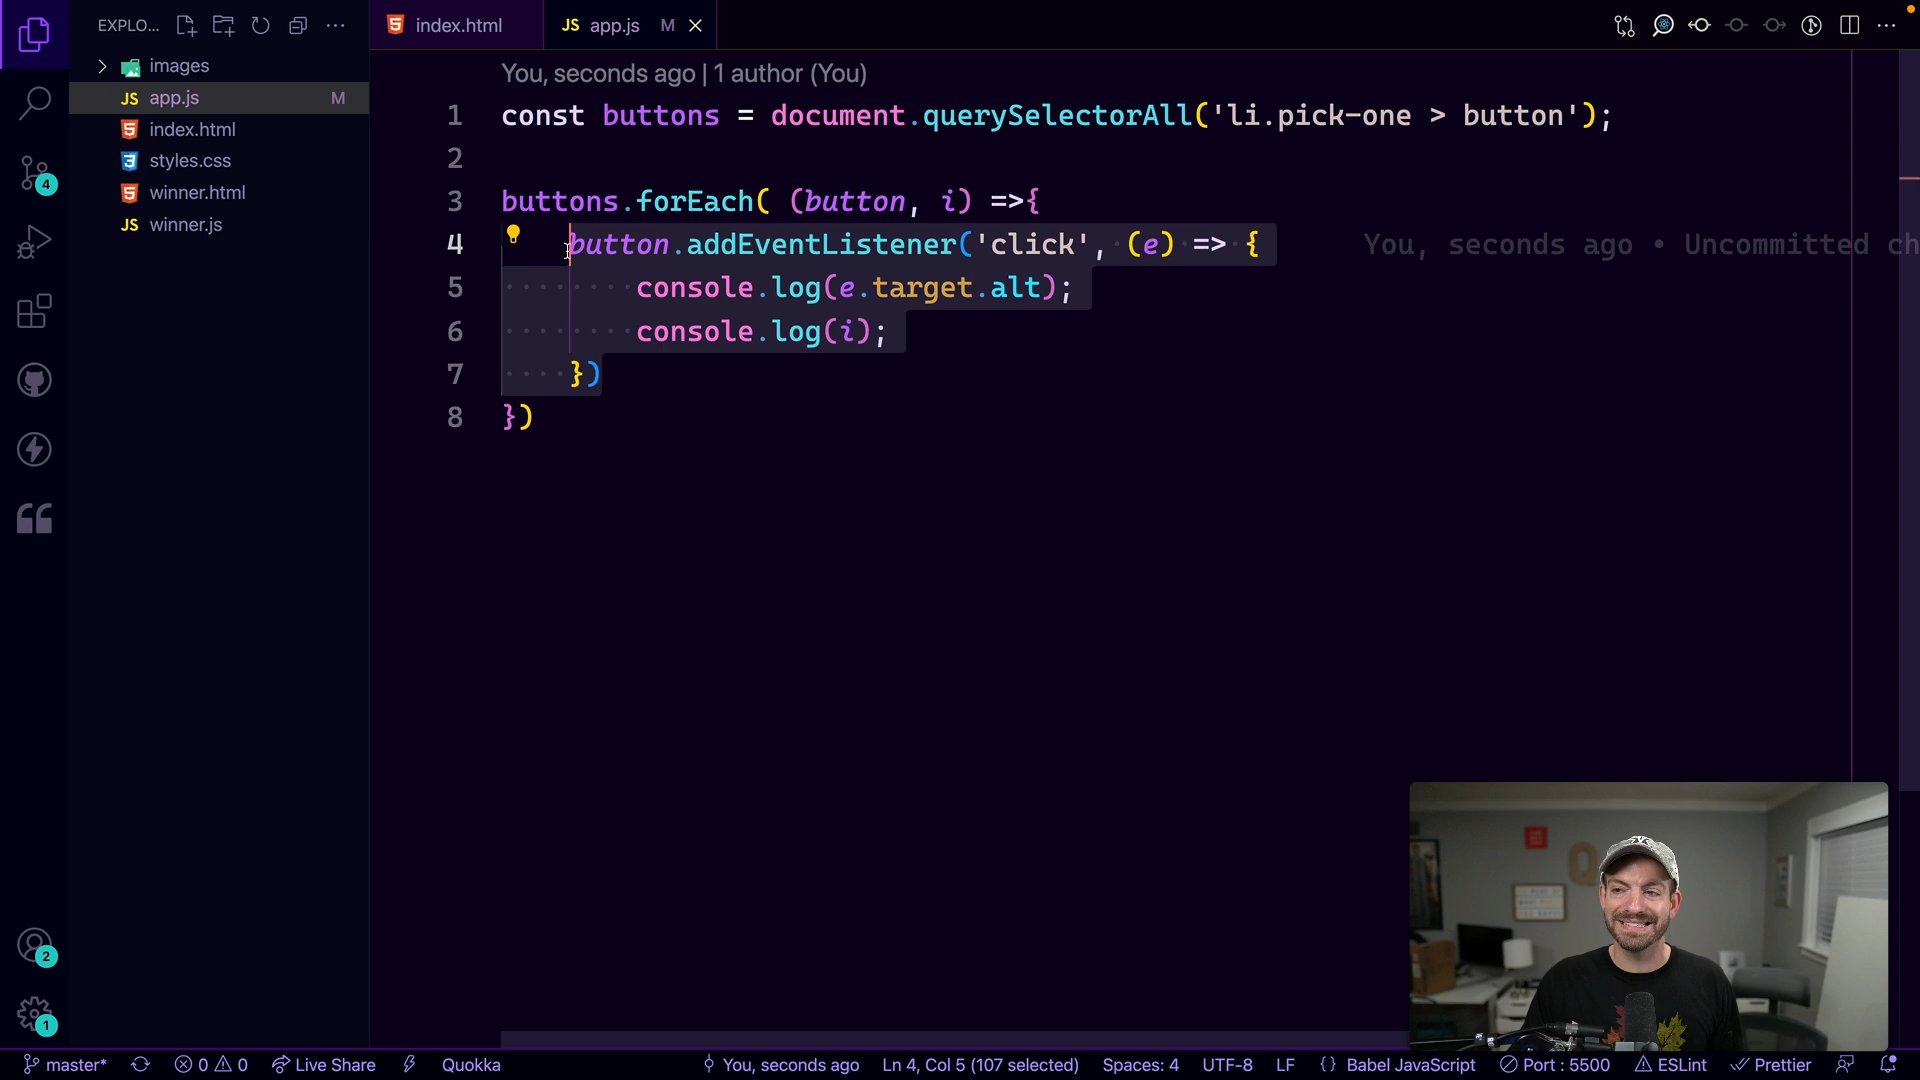 EXPLO...
index.html
JS app.js M
images
JS app.js M
index.html
styles.css
winner.html
JS winner.js
You, seconds ago | 1 author (You)
1 const buttons = document.querySelectorAll('li.pick-one > button');
2
3 buttons.forEach( (button, i) =>{
4 button.addEventListener('click', (e) => { You, seconds ago • Uncommitted ch
5 console.log(e.target.alt);
6 console.log(i);
7 })
8 })
4
2
1
master* 0 0 Live Share Quokka You, seconds ago Ln 4, Col 5 (107 selected) Spaces: 4 UTF-8 LF {} Babel JavaScript Port : 5500 ESLint Prettier